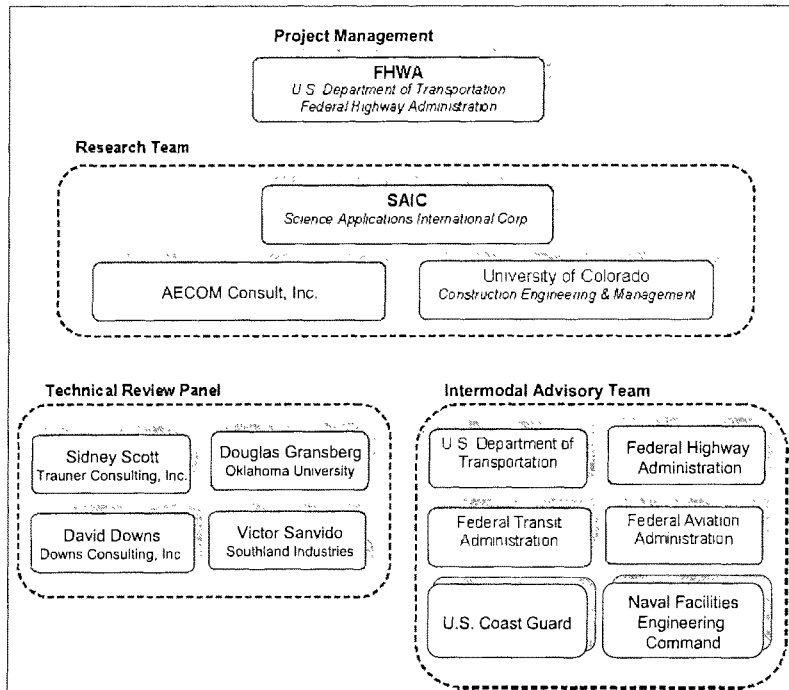 Project Management
FHWA
U S Department of Transportation
Federal Highway Administration
Research Team
SAIC
Science Applications International Corp
AECOM Consult, Inc.
University of Colorado
Construction Engineering & Management
Technical Review Panel
Sidney Scott
Trauner Consulting, Inc.
Douglas Gransberg
Oklahoma University
David Downs
Downs Consulting, Inc
Victor Sanvido
Southland Industries
Intermodal Advisory Team
U S Department of
Transportation
Federal Highway
Administration
Federal Transit
Administration
Federal Aviation
Administration
U.S. Coast Guard
Naval Facilities
Engineering
Command